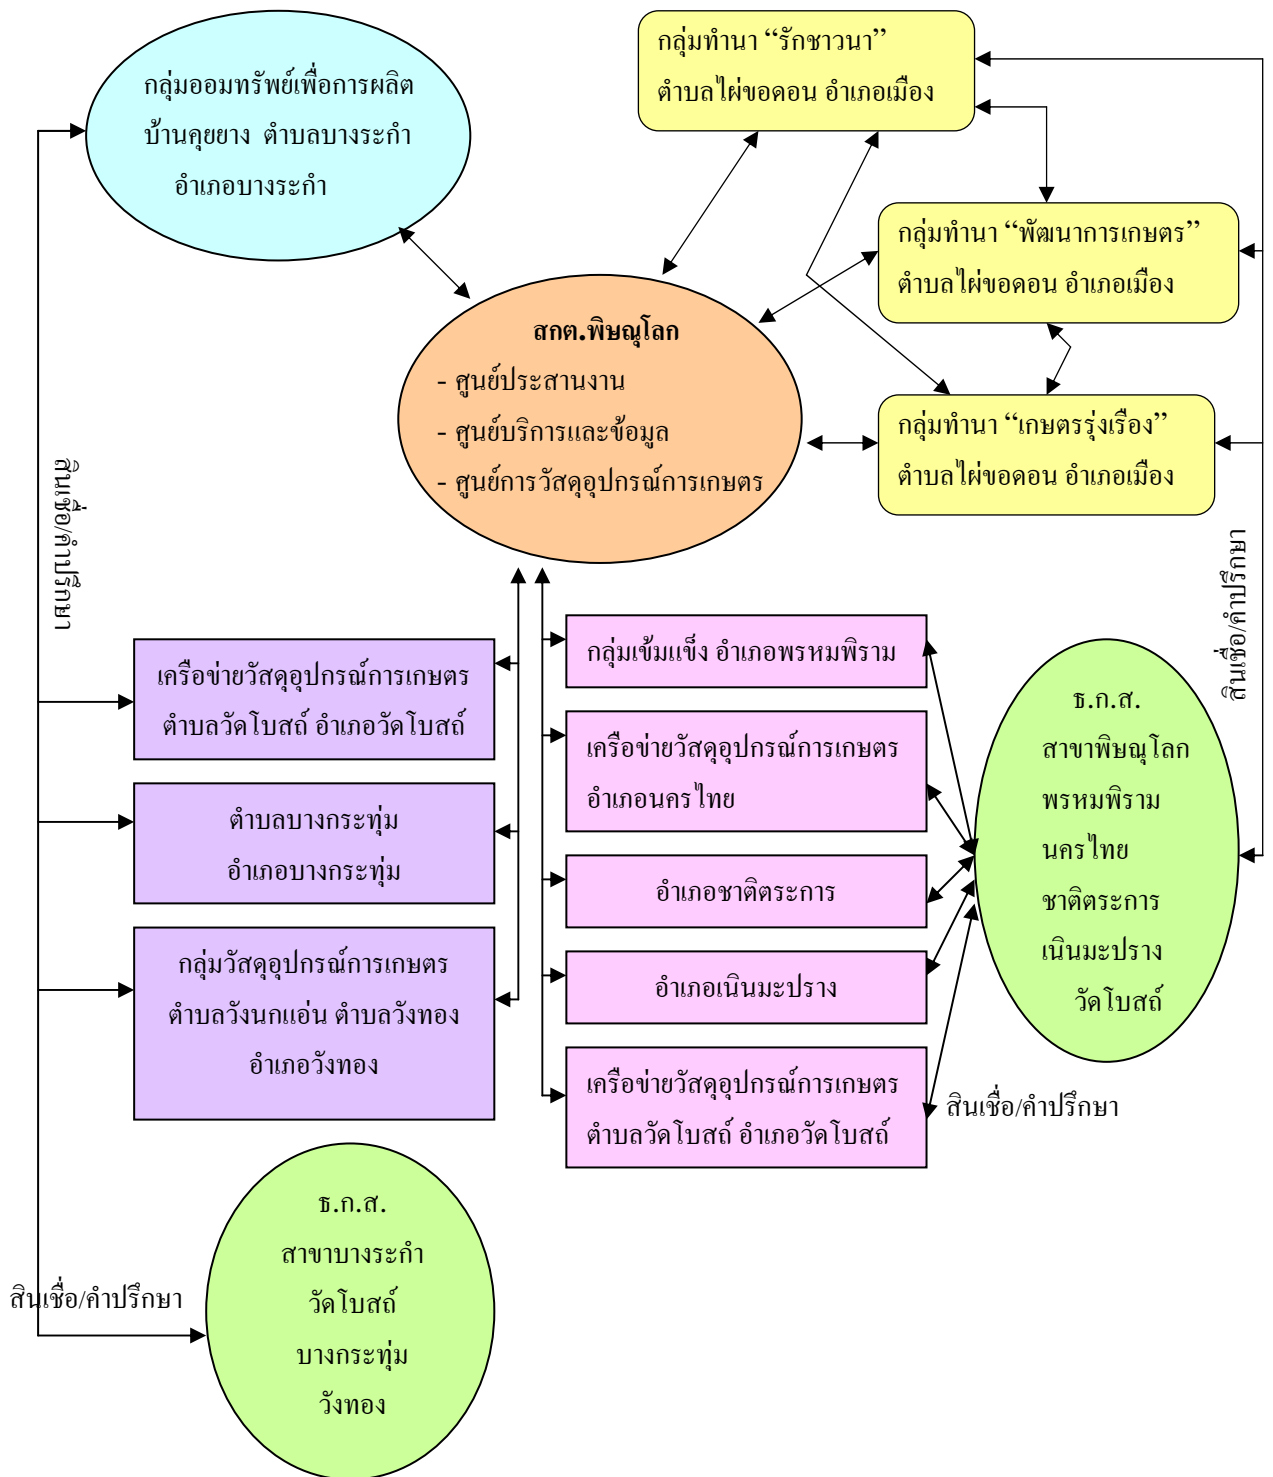 กลุ่มออมทรัพย์เพื่อการผลิต
บ้านคุยยาง ตำบลบางระกำ
อำเภอบางระกำ
กลุ่มทำนา “รักชาวนา”
ตำบลไผ่ขอดอน อำเภอเมือง
กลุ่มทำนา “พัฒนาการเกษตร”
ตำบลไผ่ขอดอน อำเภอเมือง
สกต.พิษณุโลก
- ศูนย์ประสานงาน
- ศูนย์บริการและข้อมูล
- ศูนย์การวัสดุอุปกรณ์การเกษตร
กลุ่มทำนา “เกษตรรุ่งเรือง”
ตำบลไผ่ขอดอน อำเภอเมือง
สินเชื่อ/คำปรึกษา
สินเชื่อ/คำปรึกษา
เครือข่ายวัสดุอุปกรณ์การเกษตร
ตำบลวัดโบสถ์ อำเภอวัดโบสถ์
ตำบลบางกระทุ่ม
อำเภอบางกระทุ่ม
กลุ่มวัสดุอุปกรณ์การเกษตร
ตำบลวังนกแอ่น ตำบลวังทอง
อำเภอวังทอง
กลุ่มเข้มแข็ง อำเภอพรหมพิราม
เครือข่ายวัสดุอุปกรณ์การเกษตร
อำเภอนครไทย
อำเภอชาติตระการ
อำเภอเนินมะปราง
เครือข่ายวัสดุอุปกรณ์การเกษตร
ตำบลวัดโบสถ์ อำเภอวัดโบสถ์
ธ.ก.ส.
สาขาพิษณุโลก
พรหมพิราม
นครไทย
ชาติตระการ
เนินมะปราง
วัดโบสถ์
สินเชื่อ/คำปรึกษา
ธ.ก.ส.
สาขาบางระกำ
วัดโบสถ์
บางกระทุ่ม
วังทอง
สินเชื่อ/คำปรึกษา